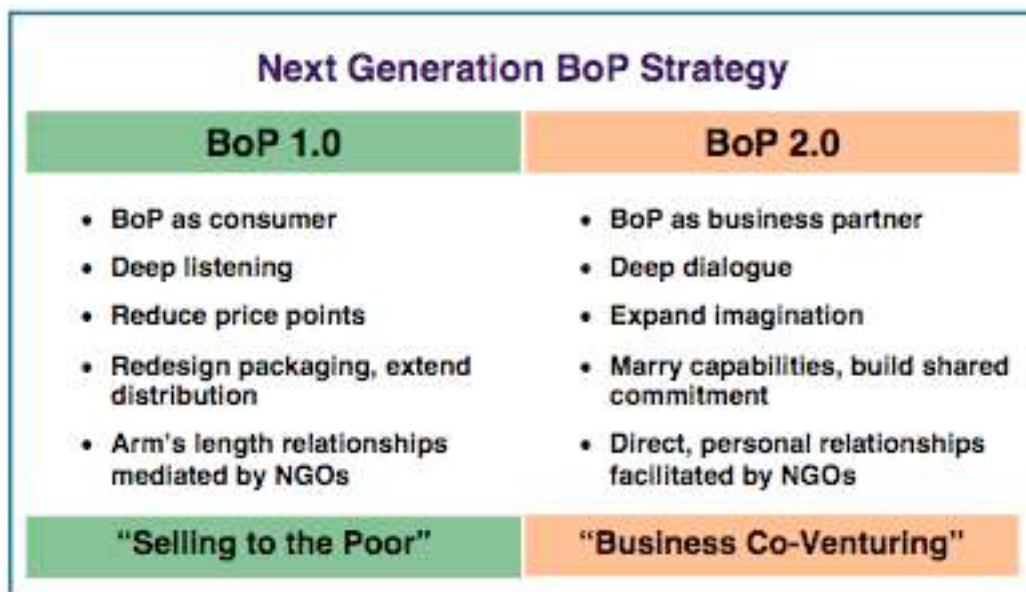 Next Generation BoP Strategy
BoP 1.0
• BoP as consumer
• Deep listening
• Reduce price points
• Redesign packaging, extend
distribution
• Arm's length relationships
mediated by NGOs
"Selling to the Poor"
BoP 2.0
• BoP as business partner
• Deep dialogue
• Expand imagination
• Marry capabilities, build shared
commitment
• Direct, personal relationships
facilitated by NGOs
"Business Co-Venturing"